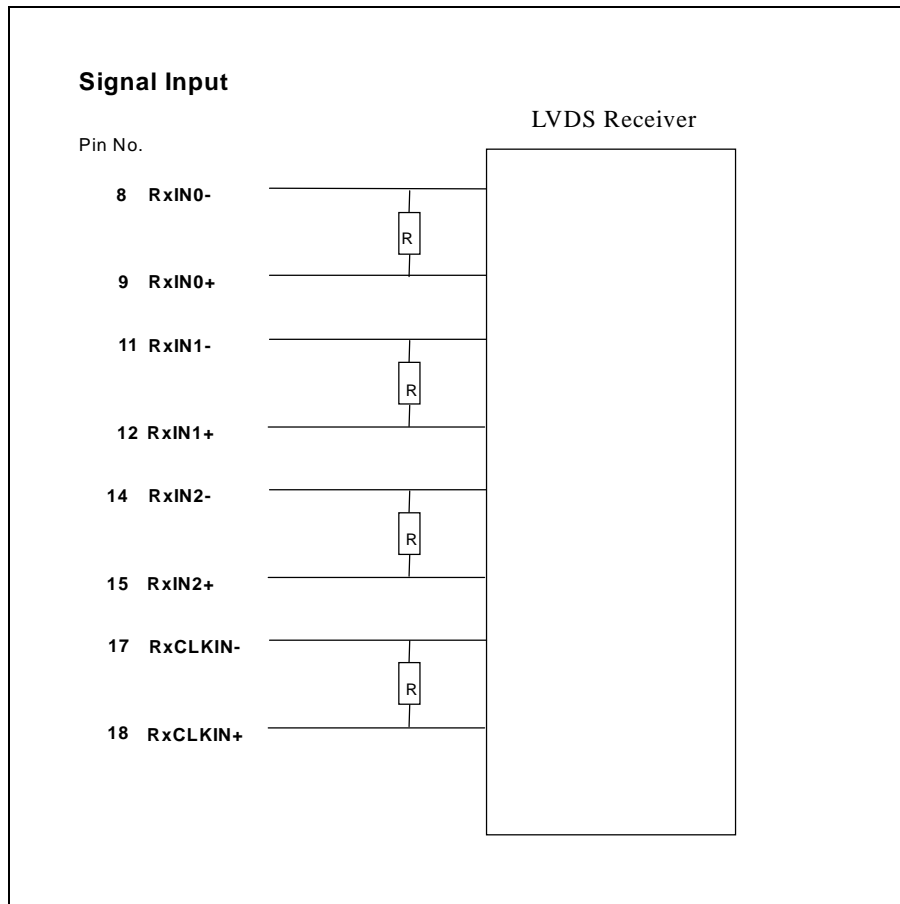 Signal Input
LVDS Receiver
Pin No.
8 RxIN0-
R
9 RxIN0+
11 RxIN1-
R
12 RxIN1+
14 RxIN2-
R
15 RxIN2+
17 RxCLKIN-
R
18 RxCLKIN+